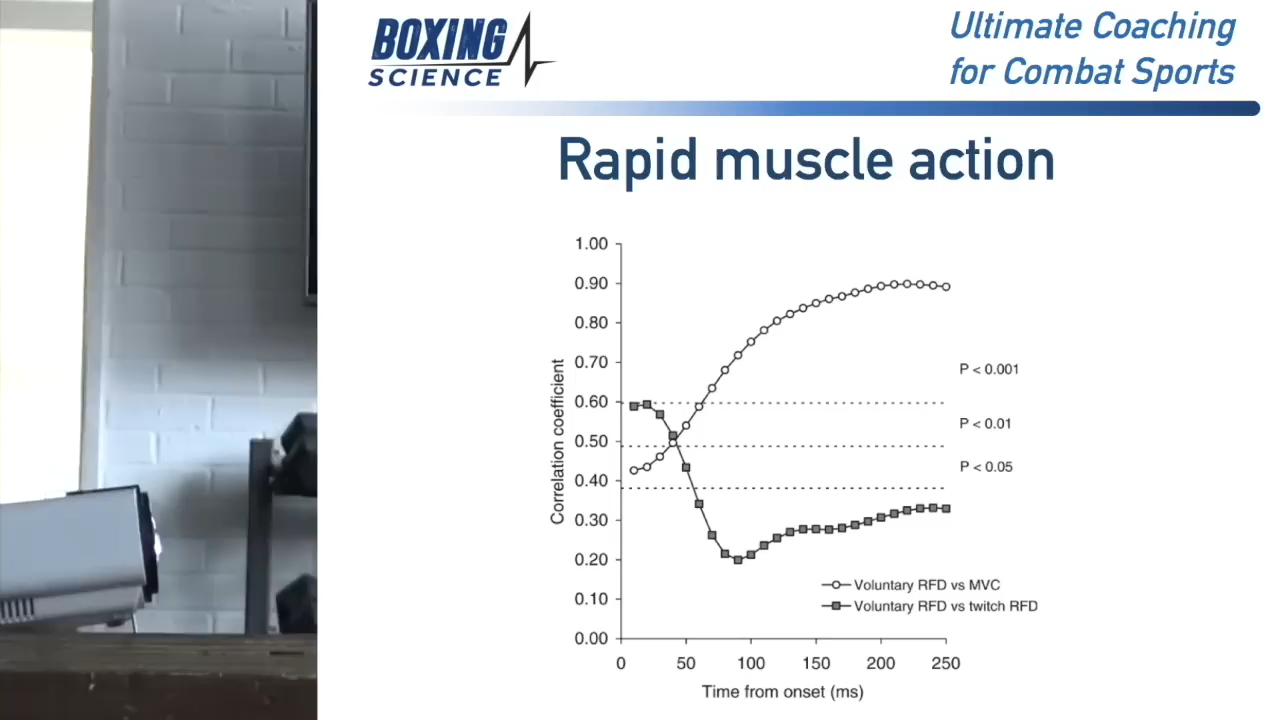 BOXING
SCIENCE
Ultimate Coaching
for Combat Sports
Rapid muscle action
1.00
0.90
0.80
0.70
0.60
0.50
0.40
0.30
0.20
0.10
0.00
Correlation coefficient
P < 0.001
P < 0.01
P < 0.05
Voluntary RFD vs MVC
Voluntary RFD vs twitch RFD
0
50
100
150
200
250
Time from onset (ms)